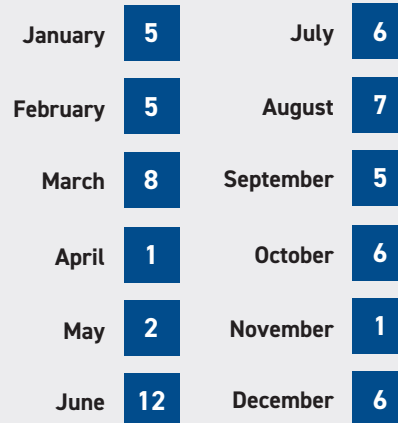 January 5
February 5
March 8
April 1
May 2
June 12
July 6
August 7
September 5
October 6
November 1
December 6